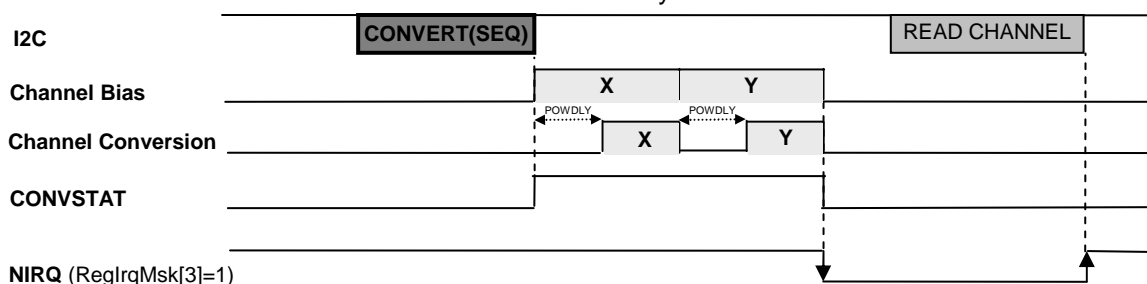 I2C CONVERT(SEQ) READ CHANNEL
Channel Bias X Y
POWDLY POWDLY
Channel Conversion X Y
CONVSTAT
NIRQ (RegIrqMsk[3]=1)